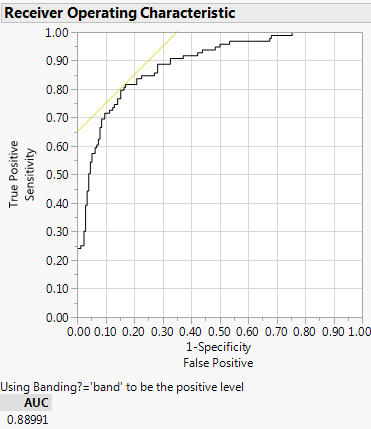 Receiver Operating Characteristic
1.00
0.90
0.80
0.70
0.60
0.50
0.40
0.30
0.20
0.10
0.00
True Positive
Sensitivity
0.00 0.10 0.20 0.30 0.40 0.50 0.60 0.70 0.80 0.90 1.00
1-Specificity
False Positive
Using Banding?='band' to be the positive level
AUC
0.88991